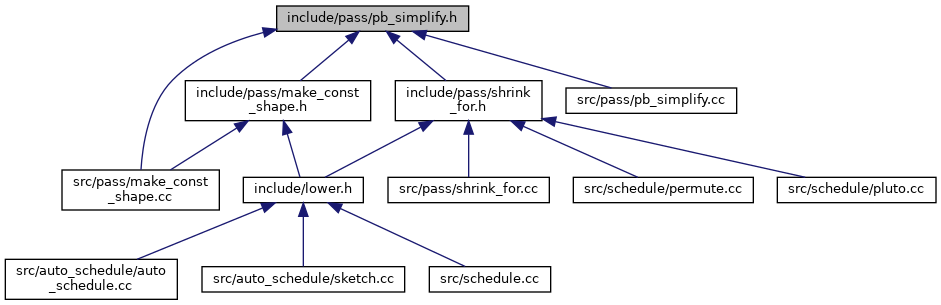 include/pass/pb_simplify.h
include/pass/make_const
_shape.h
include/pass/shrink
_for.h
src/pass/pb_simplify.cc
src/pass/make_const
_shape.cc
include/lower.h
src/pass/shrink_for.cc
src/schedule/permute.cc
src/schedule/pluto.cc
src/auto_schedule/auto
_schedule.cc
src/auto_schedule/sketch.cc
src/schedule.cc